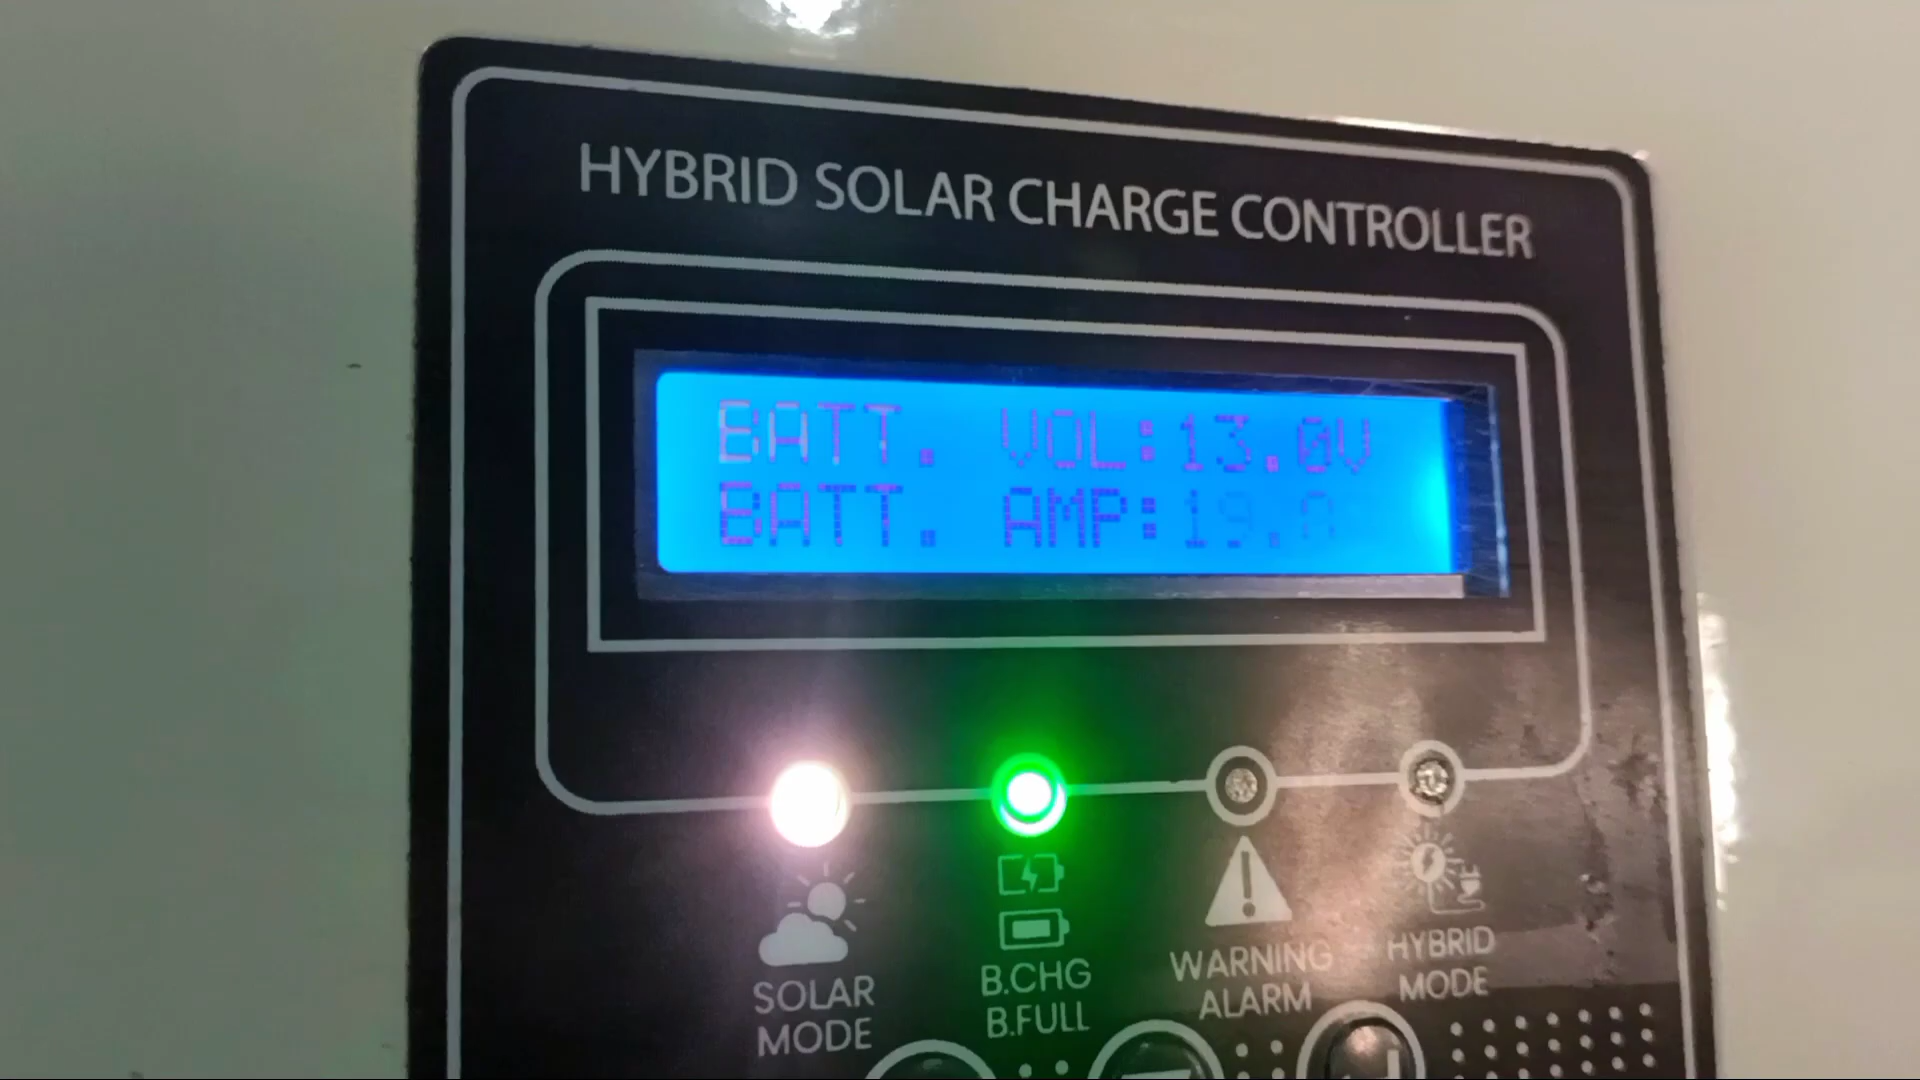 HYBRID SOLAR CHARGE CONTROLLER
BATT. VOL:13.0V
BATT. AMP:19.
SOLAR
MODE
B.CHG
B.FULL
WARNING
ALARM
HYBRID
MODE